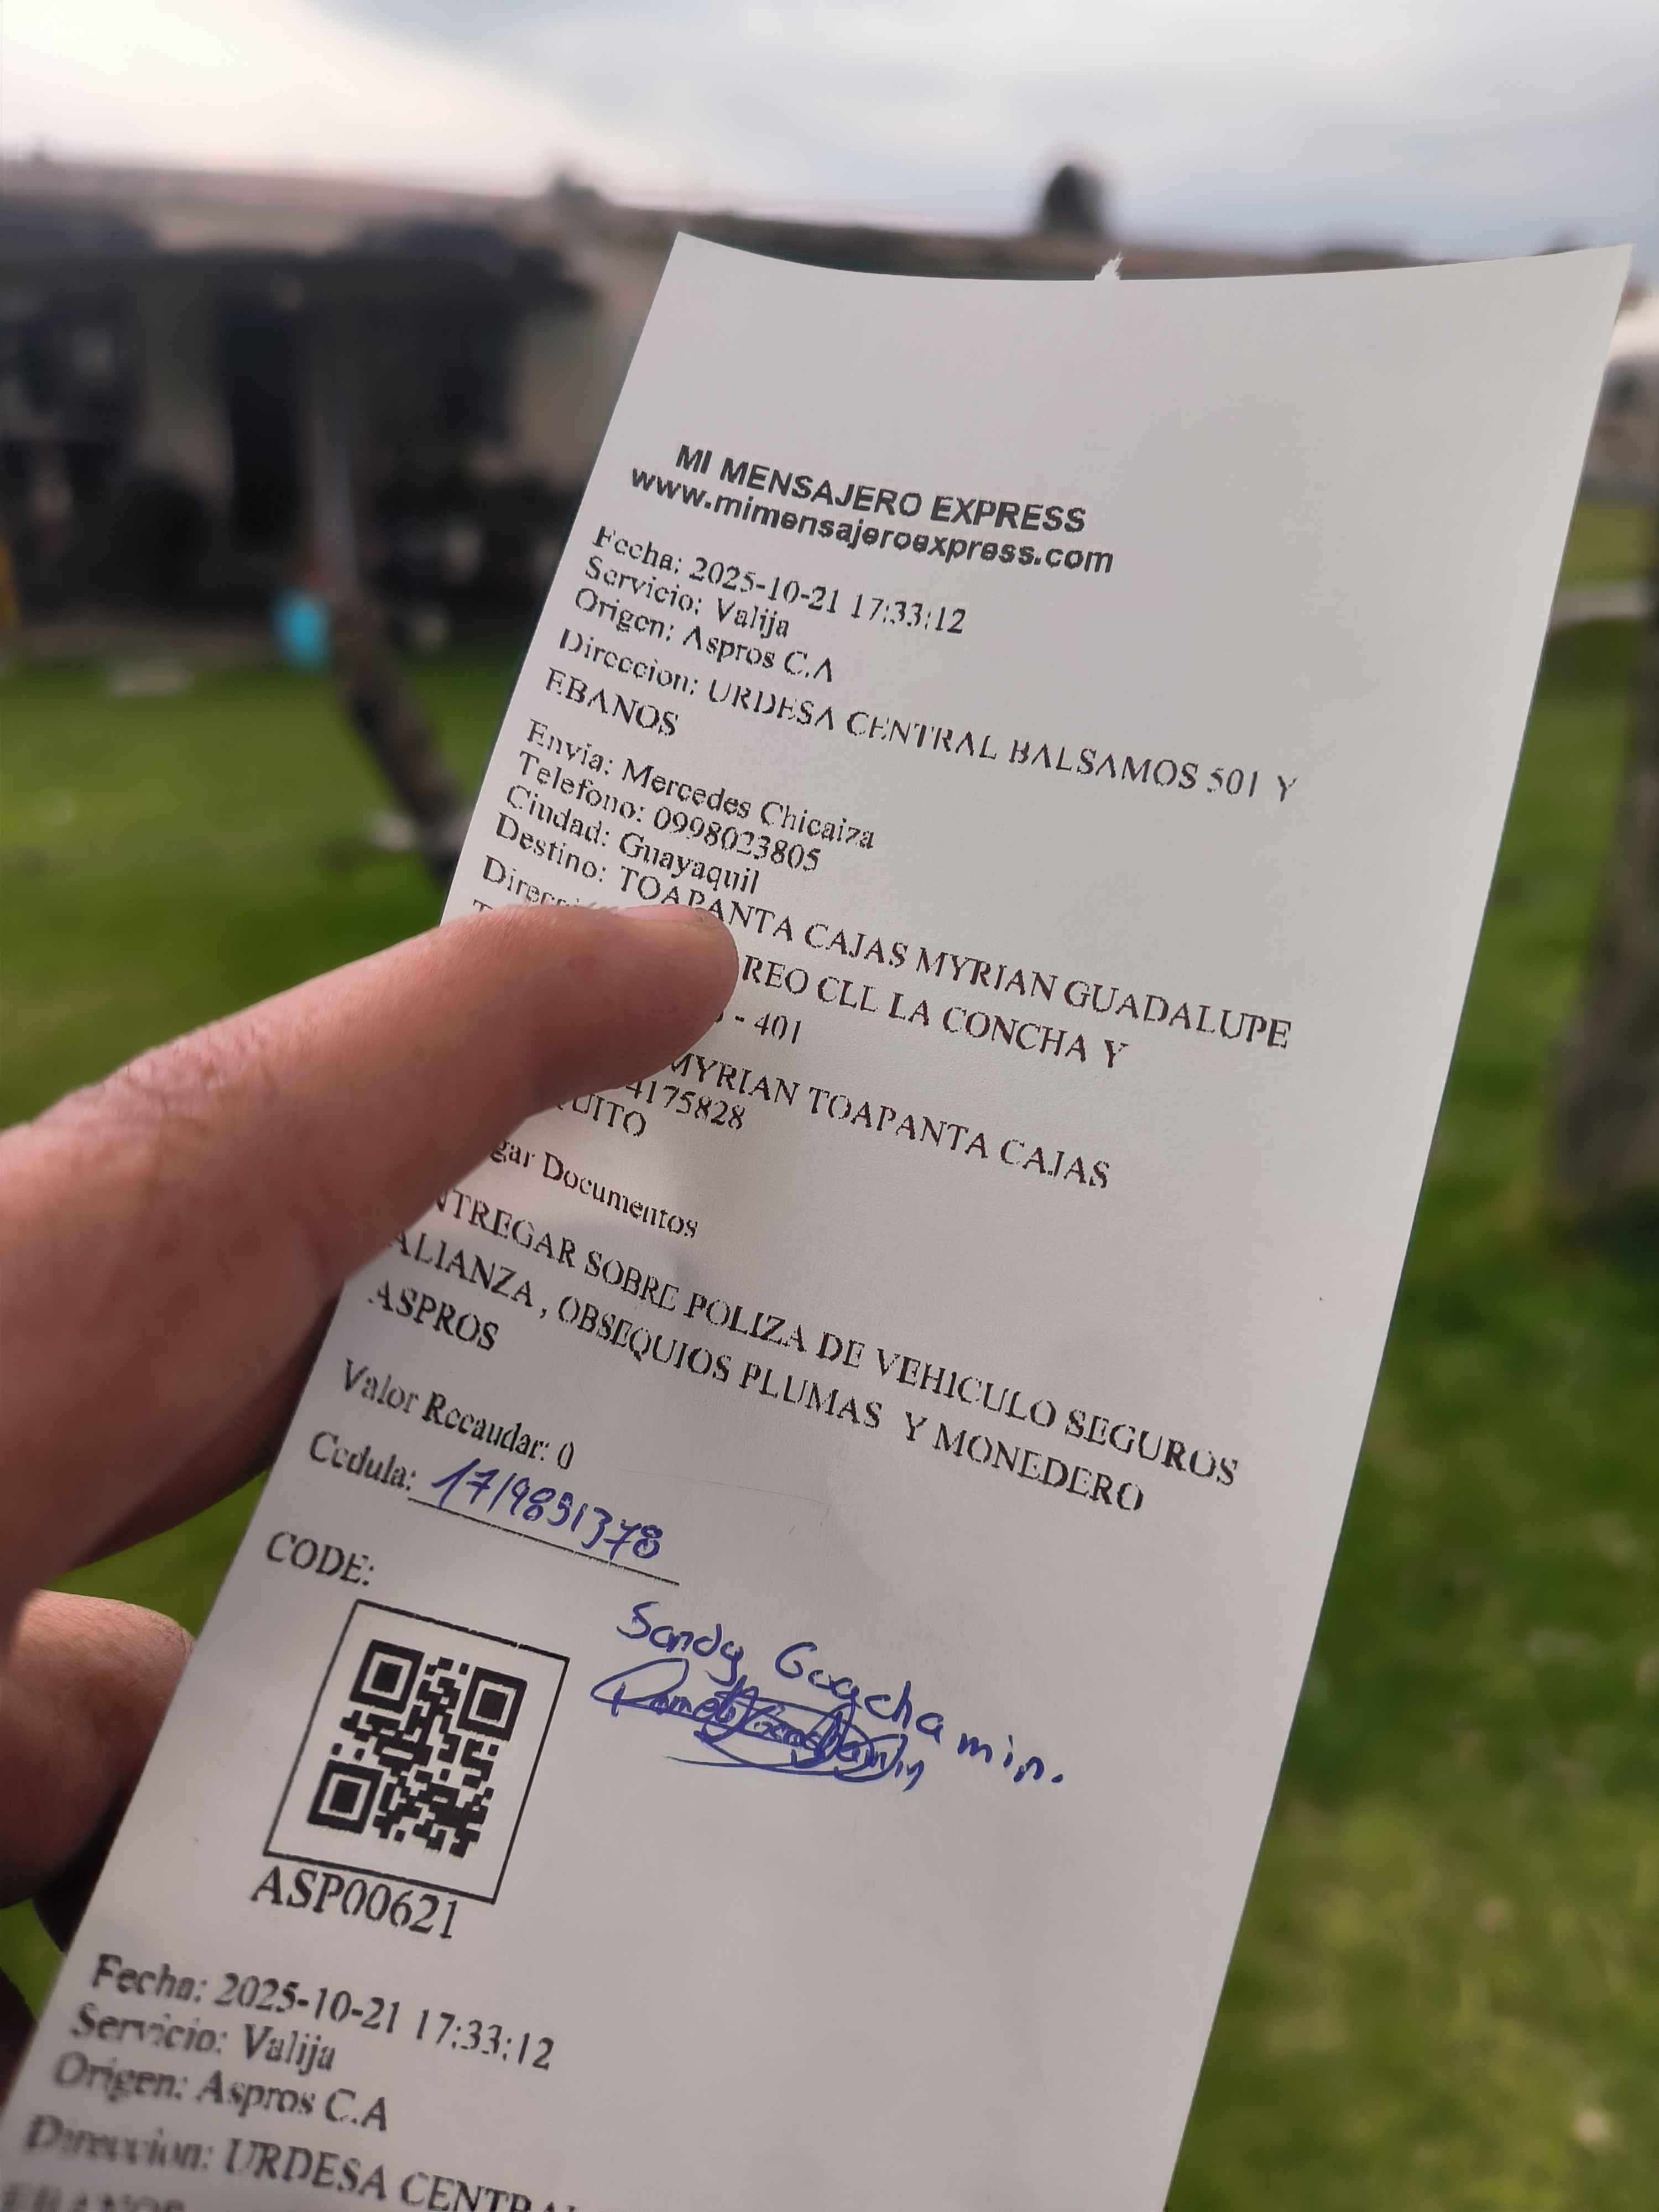 MI MENSAJERO EXPRESS
www.mimensajeroexpress.com
Fecha: 2025-10-21 17:33:12
Servicio: Valija
Origen: Aspros C.A
Direccion: URDESA CENTRAL BALSAMOS 501 Y
EBANOS
Envia: Mercedes Chicaiza
Telefono: 0998023805
Ciudad: Guayaquil
Destino: TOAPANTA CAJAS MYRIAN GUADALUPE
REO CLL LA CONCHA Y
- 401
MYRIAN TOAPANTA CAJAS
4175828
UITO
gar Documentos
NTREGAR SOBRE POLIZA DE VEHICULO SEGUROS
ALIANZA , OBSEQUIOS PLUMAS Y MONEDERO
ASPROS
Valor Recaudar: 0
Cedula: 1719851378
CODE:
Sandy Guachamin.
ASP00621
Fecha: 2025-10-21 17:33:12
Servicio: Valija
Origen: Aspros C.A
Direccion: URDESA CENTRAL
EBANOS